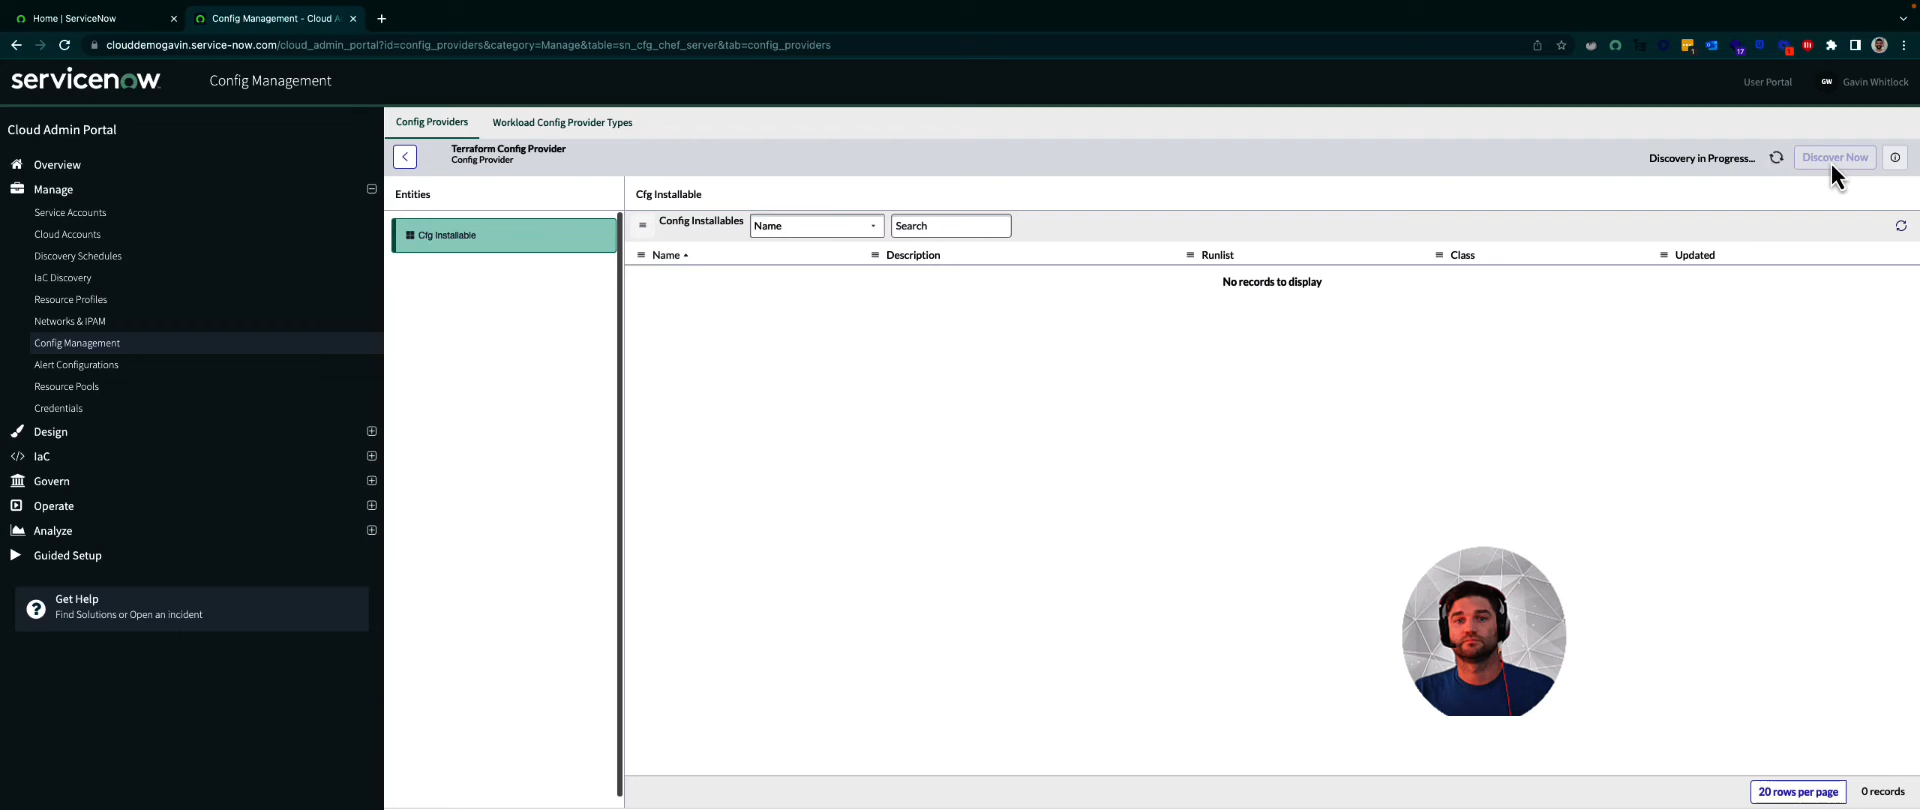 Home | ServiceNow
Config Management - Cloud A
clouddemogavin.service-now.com/cloud_admin_portal?id=config_providers&category=Manage&table=sn_cfg_chef_server&tab=config_providers
17
1
servicenow
Config Management
User Portal
GW
Gavin Whitlock
Cloud Admin Portal
Overview
Manage
Service Accounts
Cloud Accounts
Discovery Schedules
IaC Discovery
Resource Profiles
Networks & IPAM
Config Management
Alert Configurations
Resource Pools
Credentials
Design
IaC
Govern
Operate
Analyze
Guided Setup
Get Help
Find Solutions or Open an incident
Config Providers
Workload Config Provider Types
Terraform Config Provider
Config Provider
Discovery in Progress...
Discover Now
Entities
Cfg Installable
Cfg Installable
Config Installables
Name
Search
Name
Description
Runlist
Class
Updated
No records to display
20 rows per page
0 records